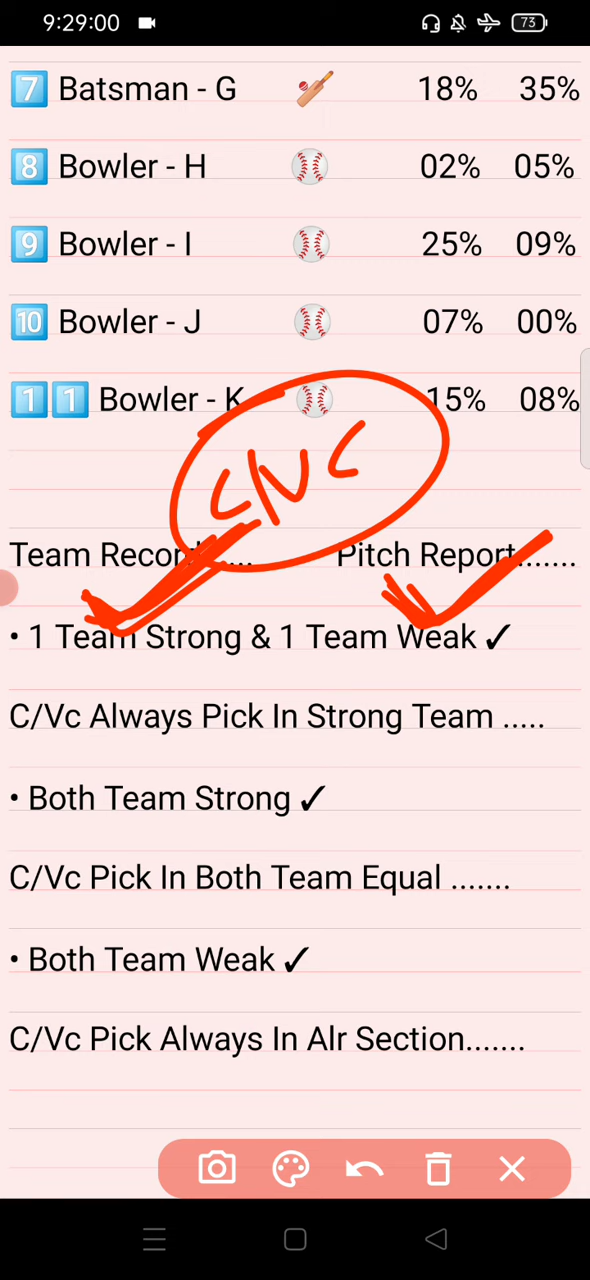 9:29:00 73
7 Batsman - G 18% 35%
8 Bowler - H 02% 05%
9 Bowler - I 25% 09%
10 Bowler - J 07% 00%
1 1 Bowler - K 15% 08%
C/VC
Team Record.... Pitch Report.......
• 1 Team Strong & 1 Team Weak ✓
C/Vc Always Pick In Strong Team .....
• Both Team Strong ✓
C/Vc Pick In Both Team Equal .......
• Both Team Weak ✓
C/Vc Pick Always In Alr Section.......